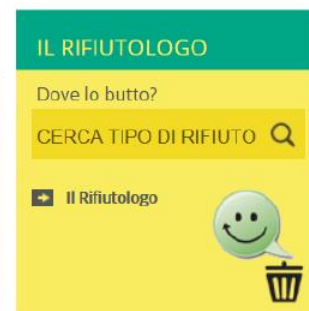 IL RIFIUTOLOGO
Dove lo butto?
CERCA TIPO DI RIFIUTO
Il Rifiutologo